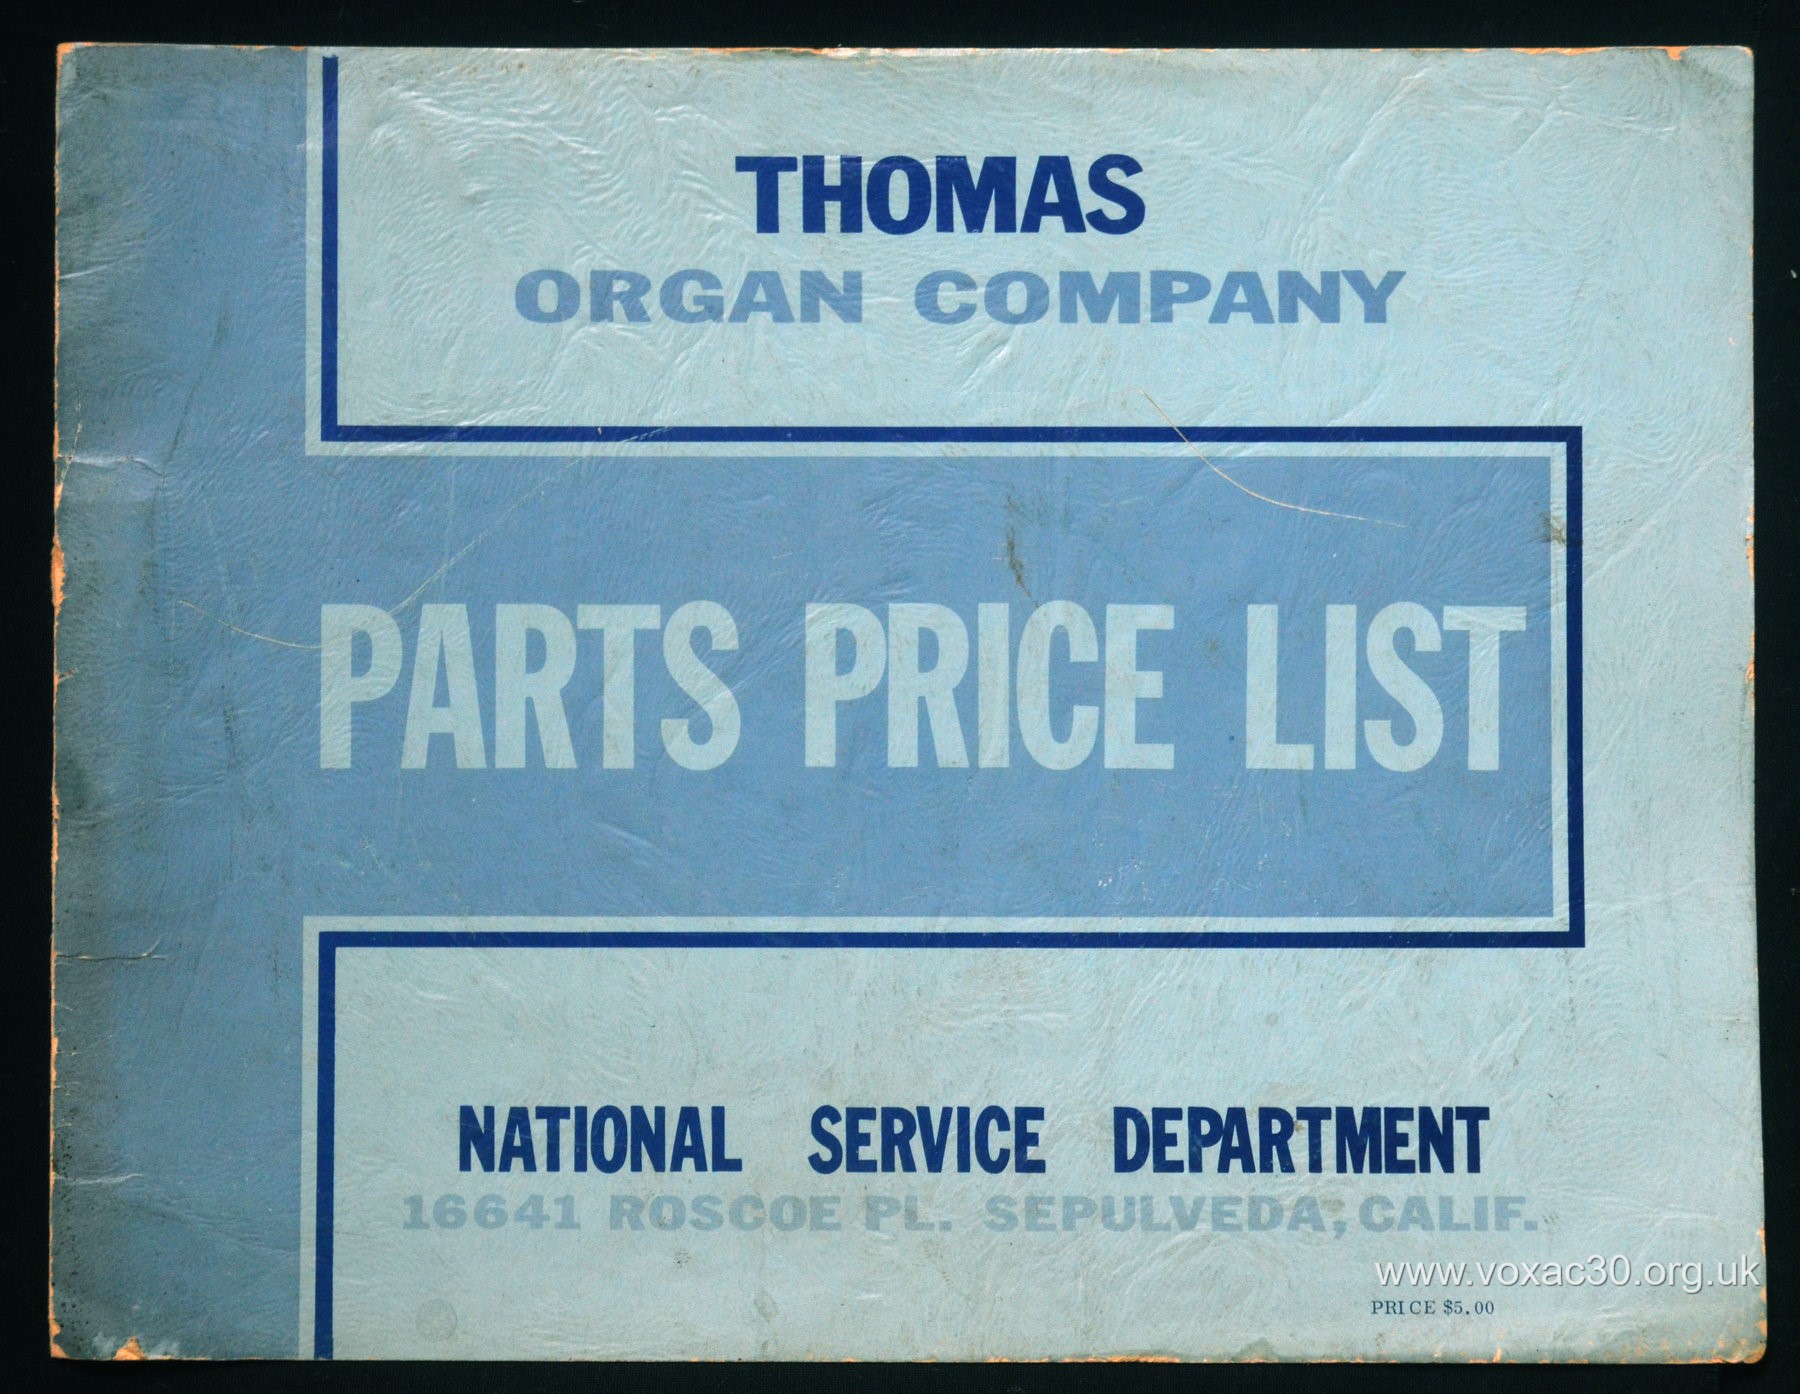 THOMAS
ORGAN COMPANY
PARTS PRICE LIST
NATIONAL SERVICE DEPARTMENT
16641 ROSCOE PL. SEPULVEDA, CALIF.
www.voxac30.org.uk
PRICE $5.00